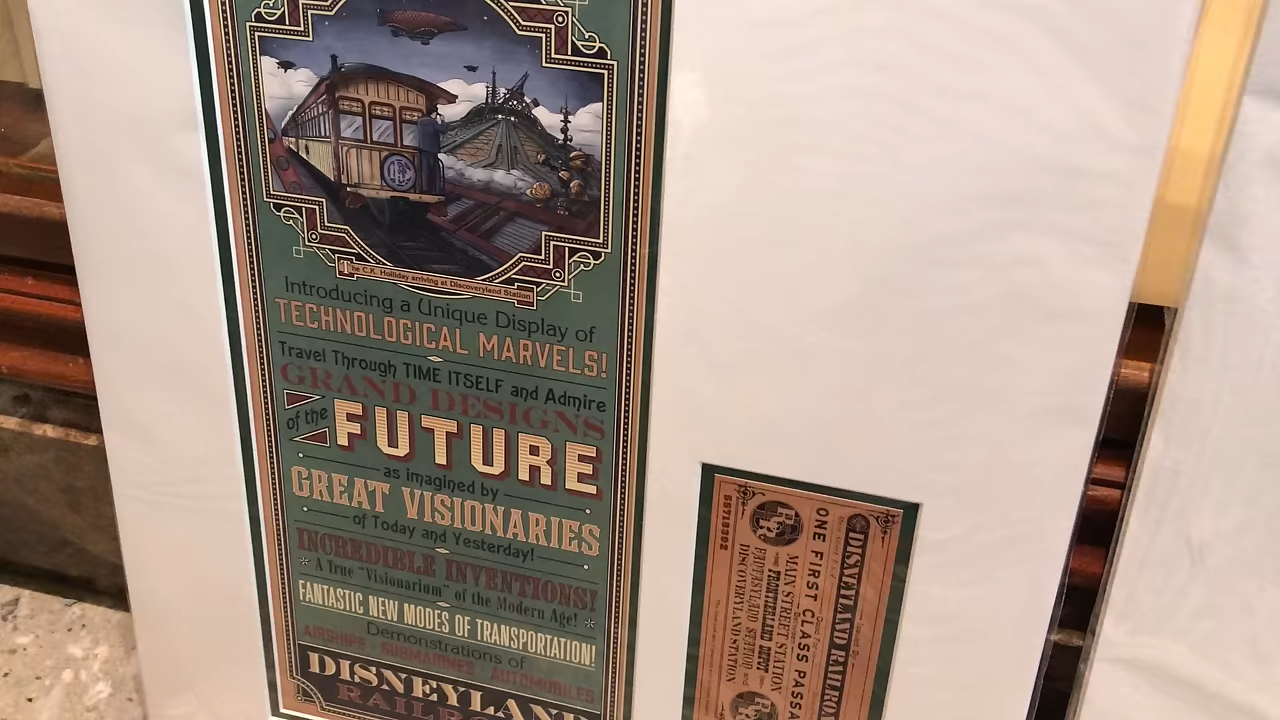 The C.K. Holliday arriving at Discoveryland Station
Introducing a Unique Display of
TECHNOLOGICAL MARVELS!
Travel Through TIME ITSELF and Admire
GRAND DESIGNS
of the FUTURE
as imagined by
GREAT VISIONARIES
of Today and Yesterday!
INCREDIBLE INVENTIONS!
A True "Visionarium" of the Modern Age!
FANTASTIC NEW MODES OF TRANSPORTATION!
Demonstrations of
AIRSHIPS · SUBMARINES · AUTOMOBILES
DISNEYLAND
DISNEYLAND RAILROA
ONE FIRST CLASS PASSA
MAIN STREET STATION
FRONTIERLAND DEPOT
FANTASYLAND STATION and
DISCOVERYLAND STATION